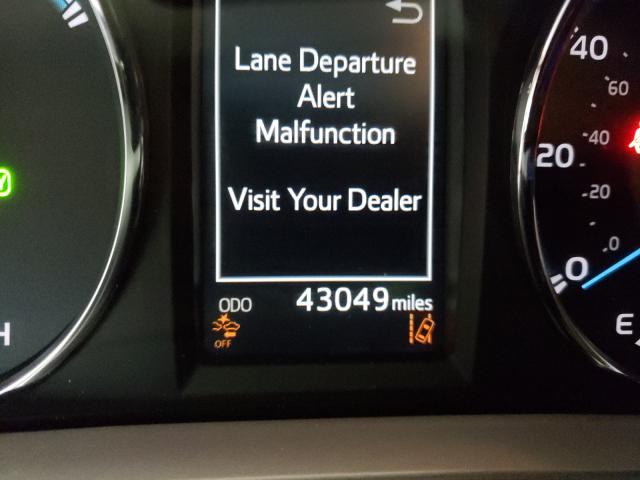 Lane Departure
Alert
Malfunction
Visit Your Dealer
ODO 43049 miles
OFF
H
40
60
40
20
20
0
0
E